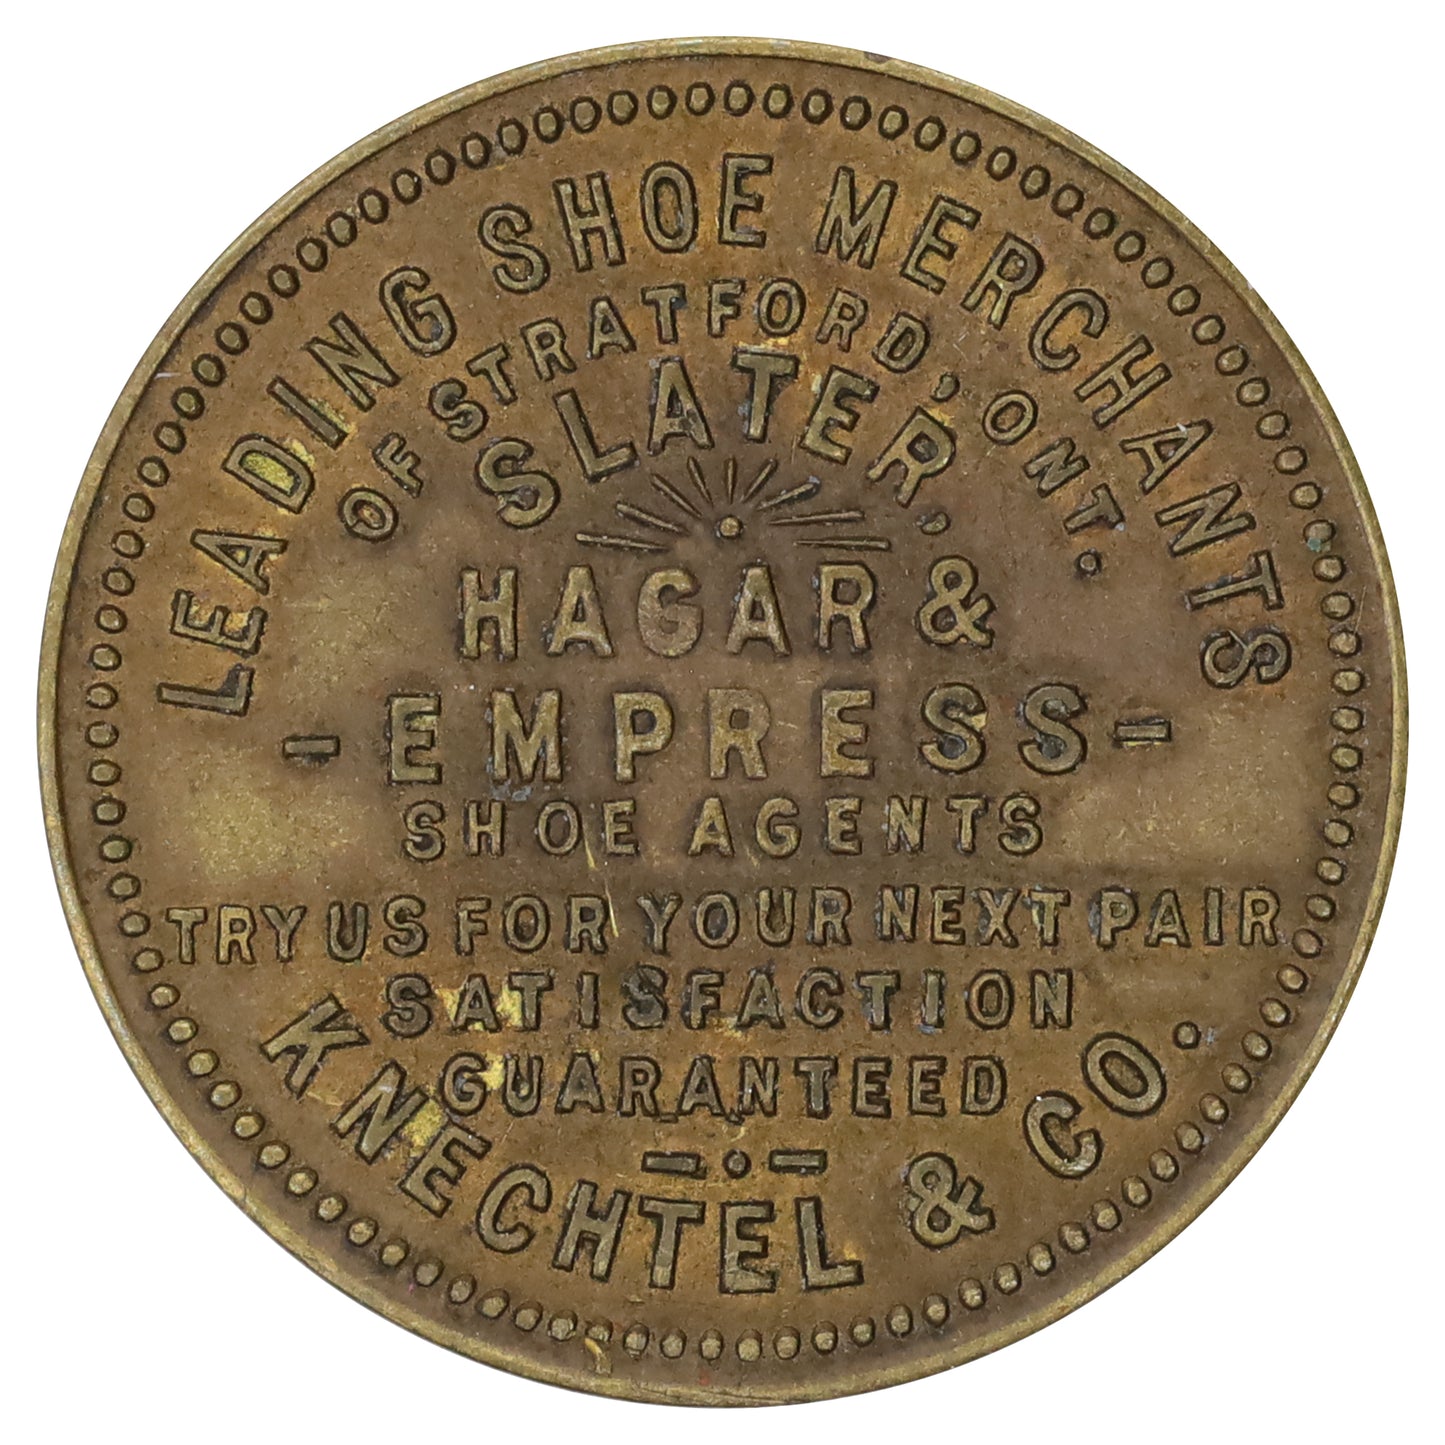 LEADING SHOE MERCHANTS
OF STRATFORD, ONT.
SLATER,
HAGAR &
- EMPRESS -
SHOE AGENTS
TRY US FOR YOUR NEXT PAIR
SATISFACTION
GUARANTEED
KNECHTEL & CO.